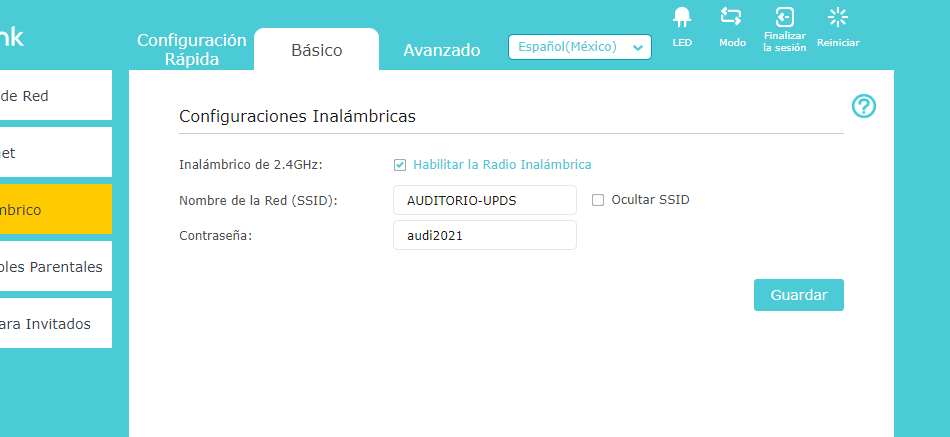 nk
Configuración
Rápida
Básico
Avanzado
Español(México)
LED
Modo
Finalizar
la sesión
Reiniciar
de Red
et
mbrico
oles Parentales
ara Invitados
Configuraciones Inalámbricas
Inalámbrico de 2.4GHz:
Habilitar la Radio Inalámbrica
Nombre de la Red (SSID):
AUDITORIO-UPDS
Ocultar SSID
Contraseña:
audi2021
Guardar